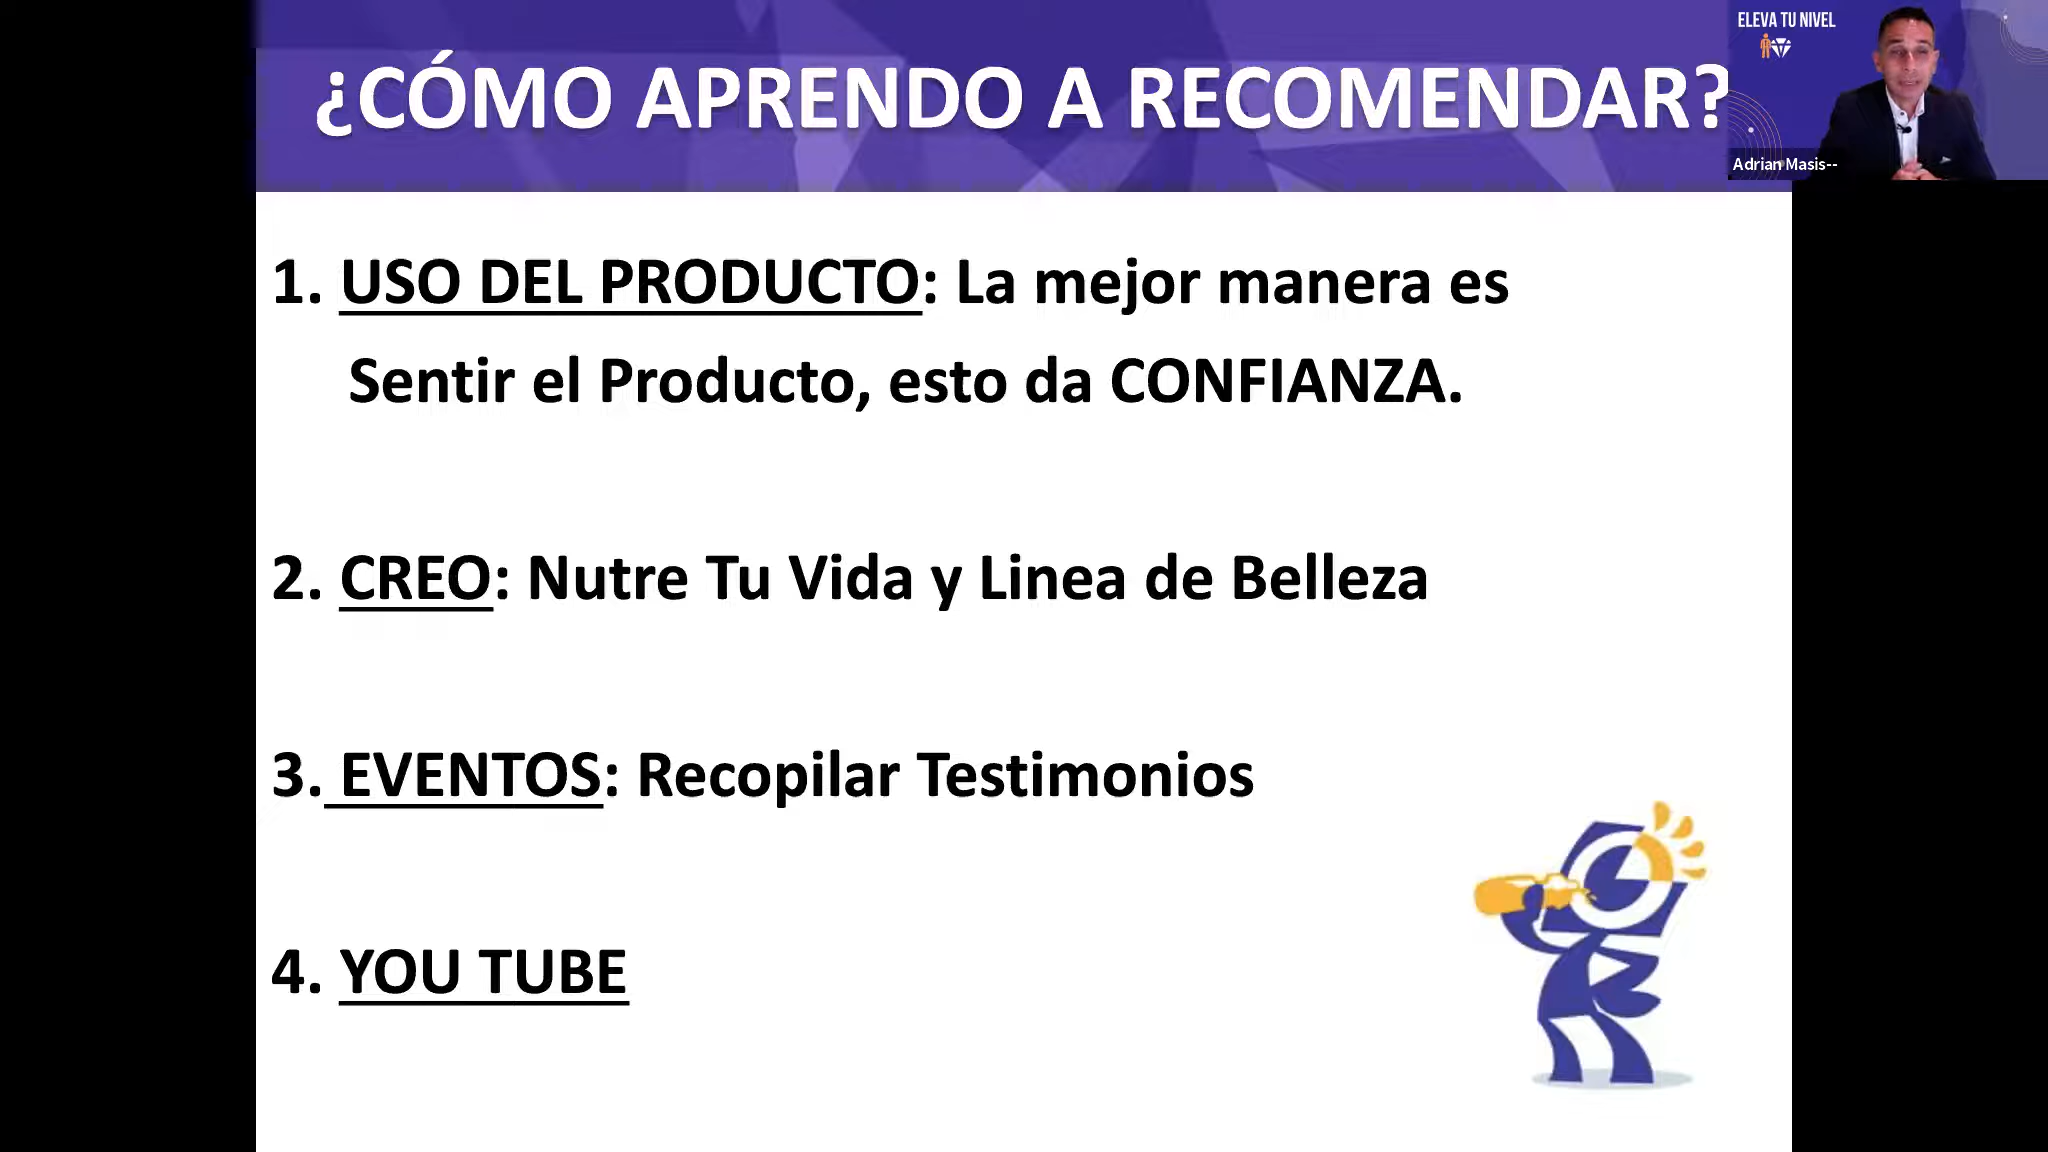 ¿CÓMO APRENDO A RECOMENDAR?
ELEVA TU NIVEL
Adrian Masis--
1. USO DEL PRODUCTO: La mejor manera es
Sentir el Producto, esto da CONFIANZA.
2. CREO: Nutre Tu Vida y Linea de Belleza
3. EVENTOS: Recopilar Testimonios
4. YOU TUBE